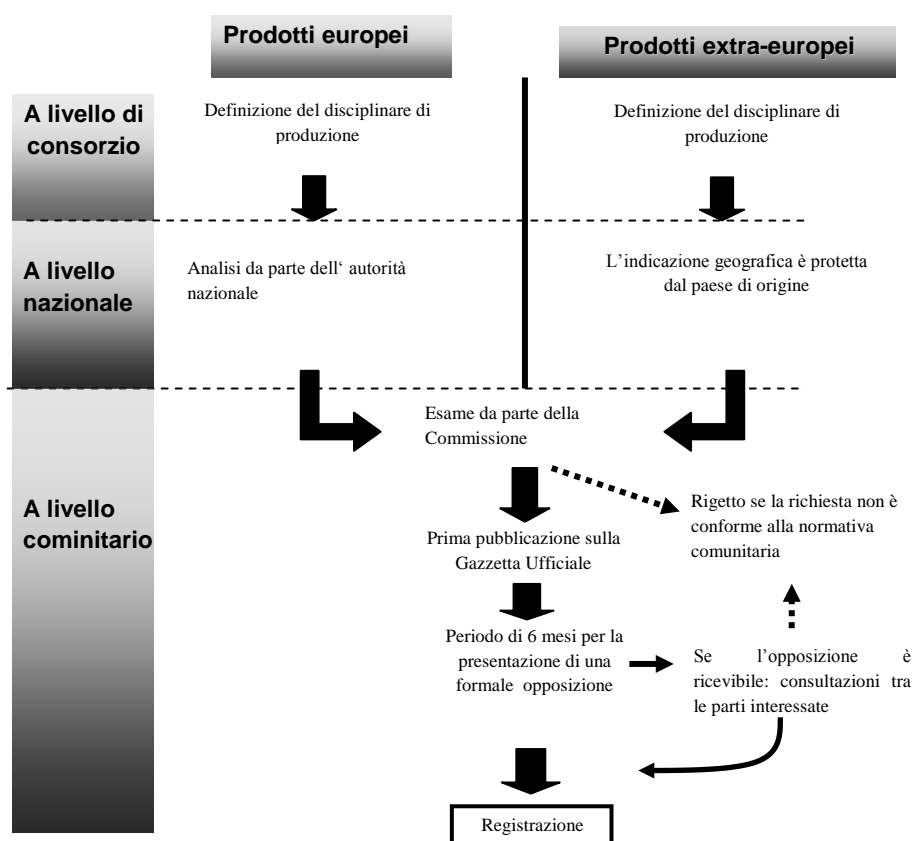 Prodotti europei
Prodotti extra-europei
A livello di
consorzio
Definizione del disciplinare di
produzione
Definizione del disciplinare di
produzione
A livello
nazionale
Analisi da parte dell‘ autorità
nazionale
L’indicazione geografica è protetta
dal paese di origine
A livello
cominitario
Esame da parte della
Commissione
Rigetto se la richiesta non è
conforme alla normativa
comunitaria
Prima pubblicazione sulla
Gazzetta Ufficiale
Periodo di 6 mesi per la
presentazione di una
formale opposizione
Se l’opposizione è
ricevibile: consultazioni tra
le parti interessate
Registrazione